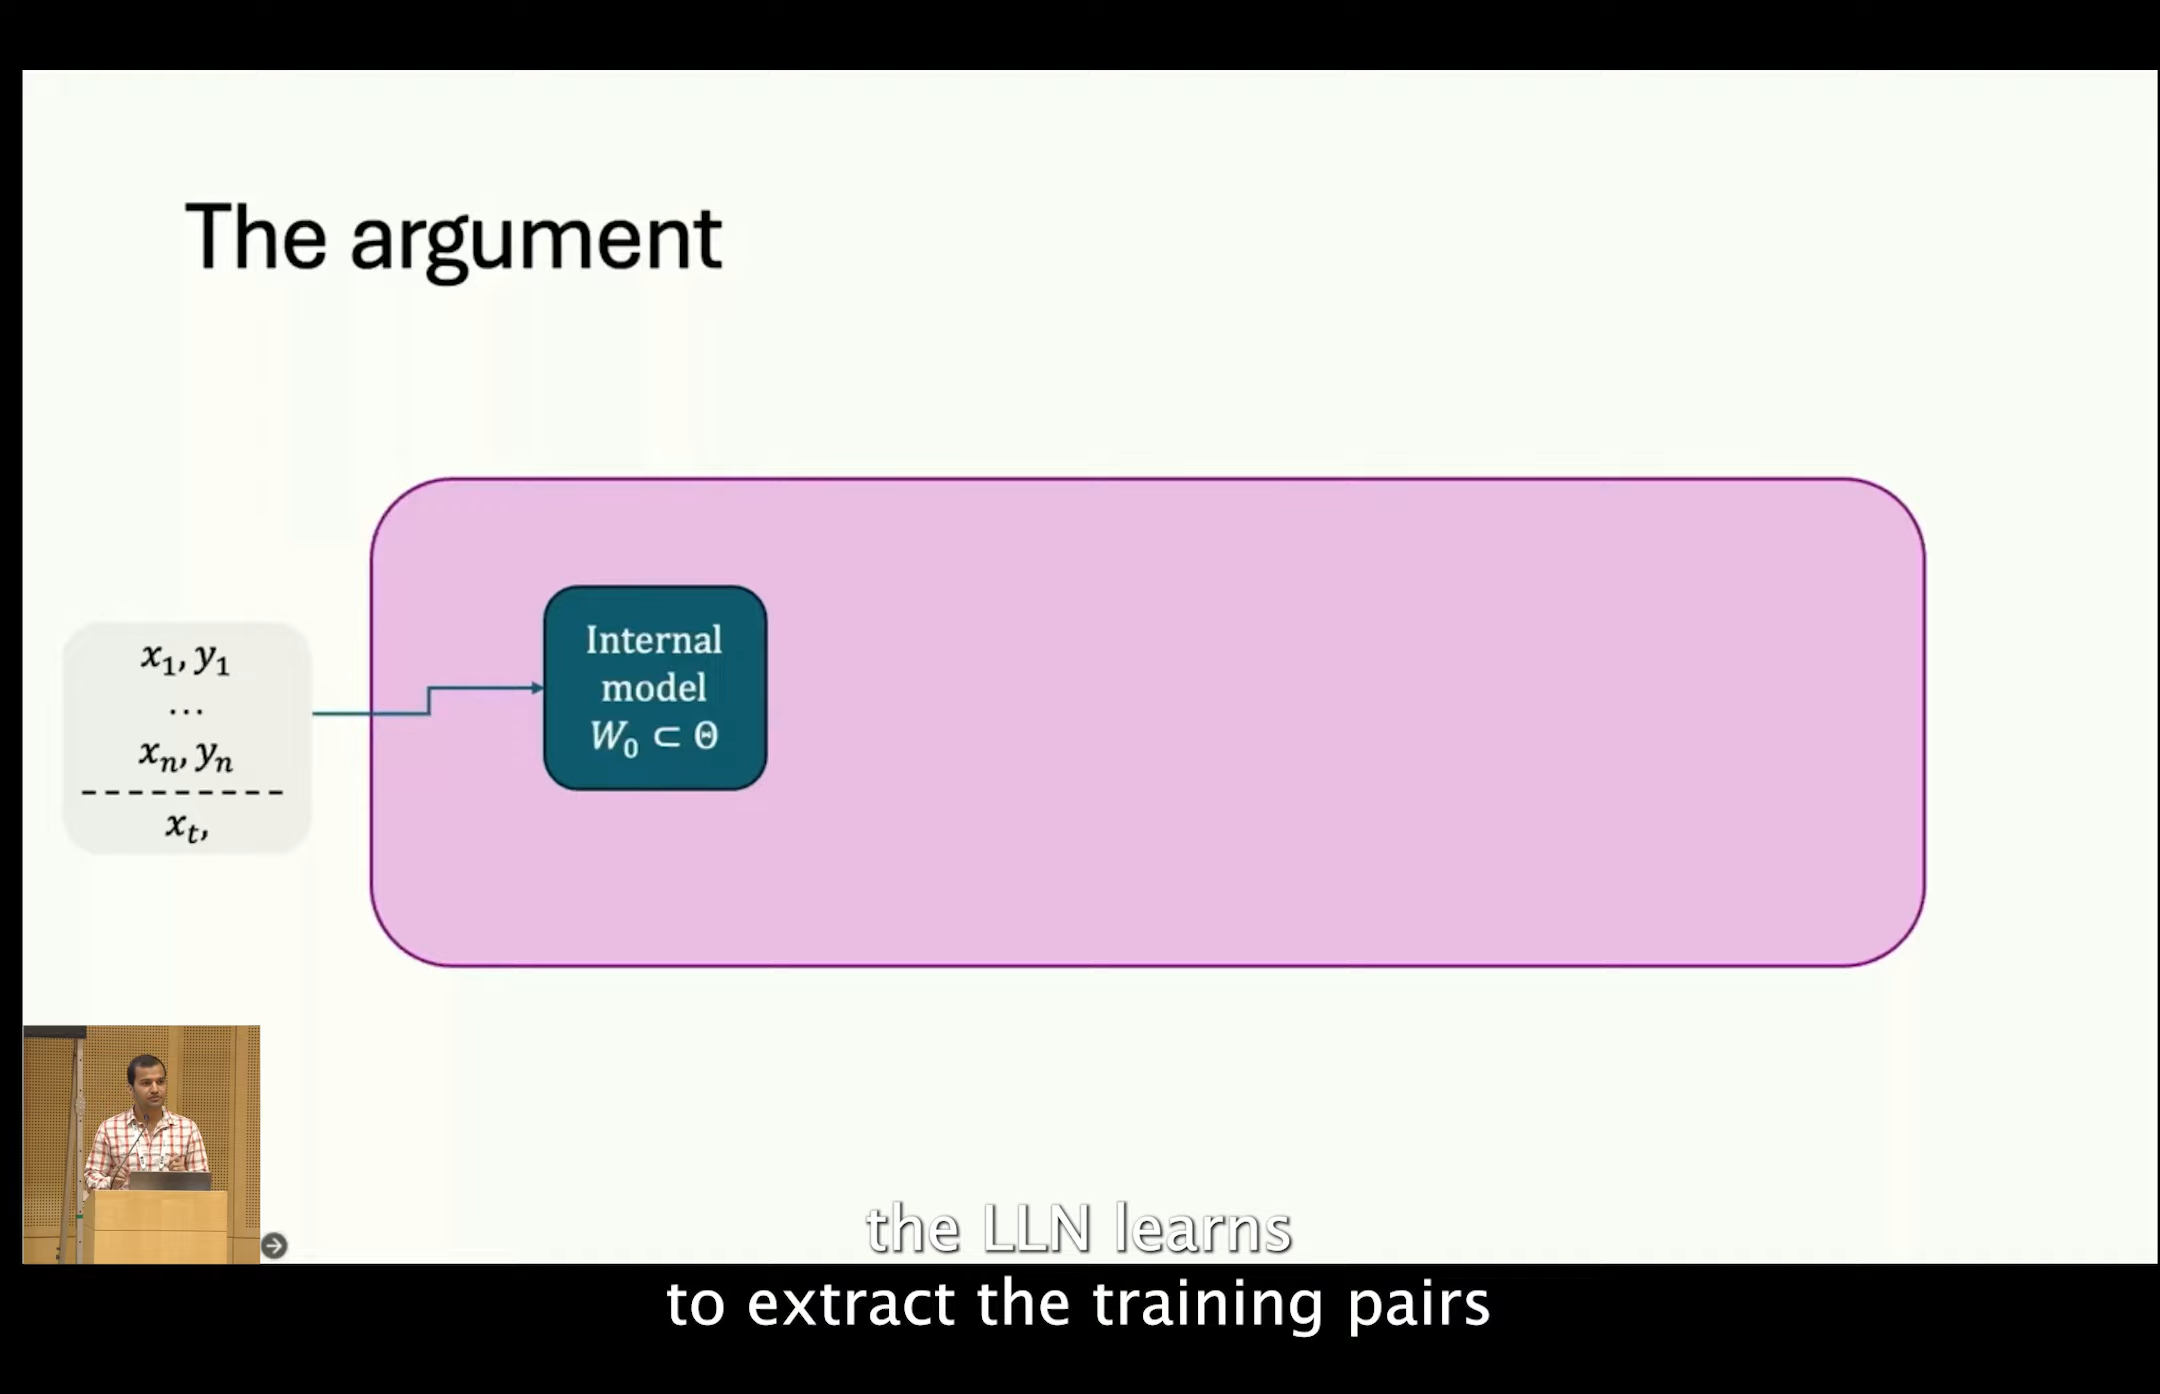 The argument
x₁, y₁
...
xₙ, yₙ
xₜ,
Internal
model
W₀ ⊂ Θ
the LLN learns
to extract the training pairs